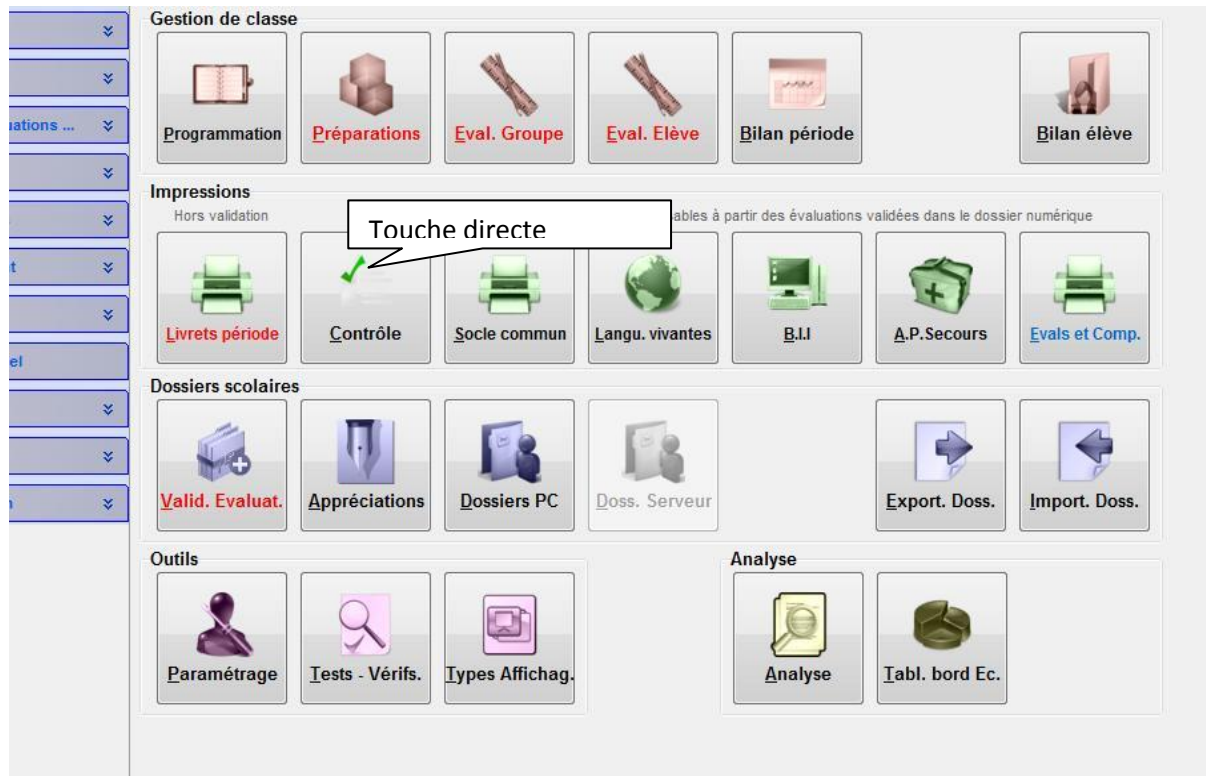 Gestion de classe
Programmation
Préparations
Eval. Groupe
Eval. Elève
Bilan période
Bilan élève
Impressions
Hors validation
à partir des évaluations validées dans le dossier numérique
Touche directe
Livrets période
Contrôle
Socle commun
Langu. vivantes
B.I.I
A.P.Secours
Evals et Comp.
Dossiers scolaires
Valid. Evaluat.
Appréciations
Dossiers PC
Doss. Serveur
Export. Doss.
Import. Doss.
Outils
Paramétrage
Tests - Vérifs.
Types Affichag.
Analyse
Analyse
Tabl. bord Ec.